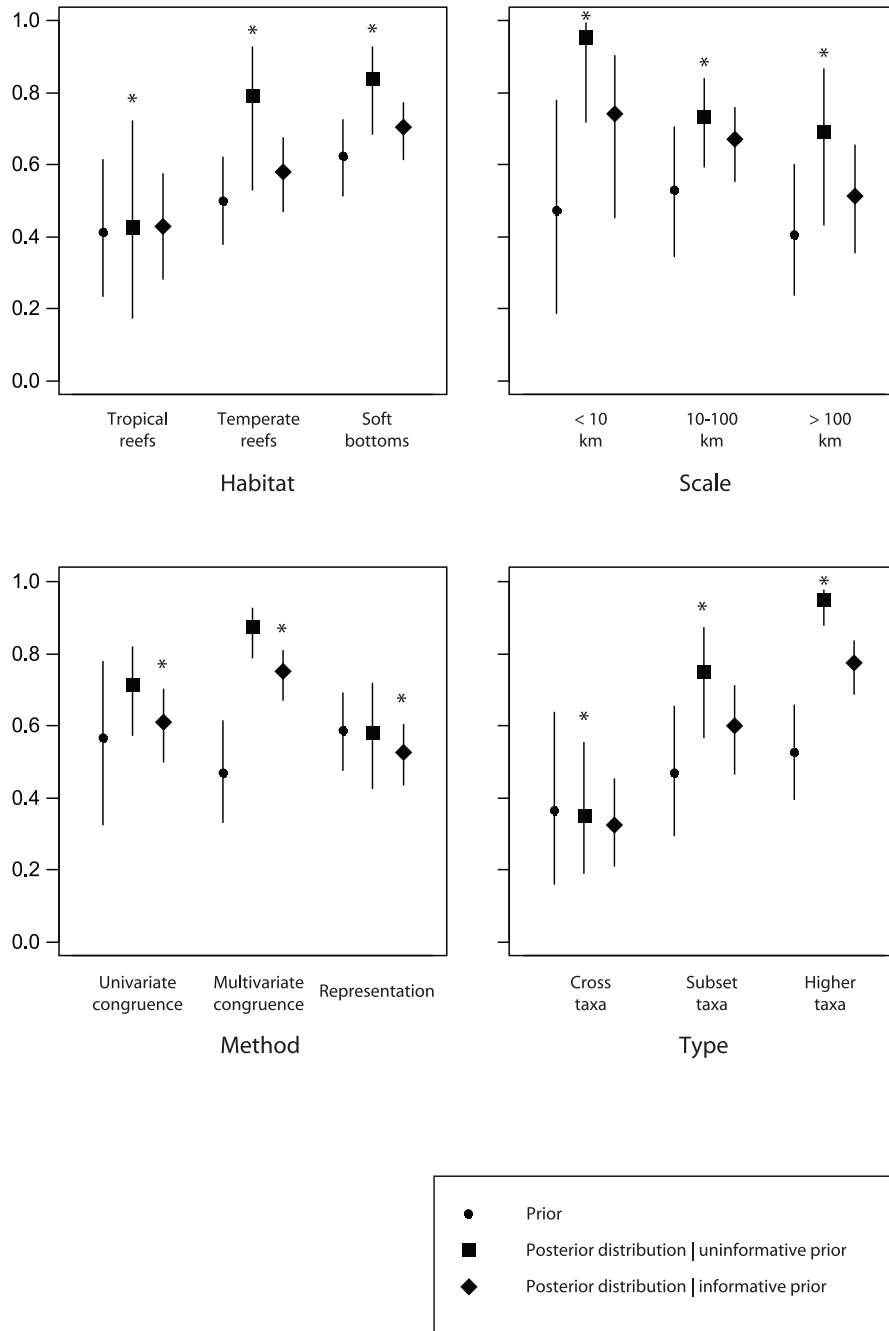 1.0
0.8
0.6
0.4
0.2
0.0
* * *
Tropical reefs
Temperate reefs
Soft bottoms
Habitat
* * *
< 10 km
10-100 km
> 100 km
Scale
1.0
0.8
0.6
0.4
0.2
0.0
* * *
Univariate congruence
Multivariate congruence
Representation
Method
* * *
Cross taxa
Subset taxa
Higher taxa
Type
Prior
Posterior distribution | uninformative prior
Posterior distribution | informative prior